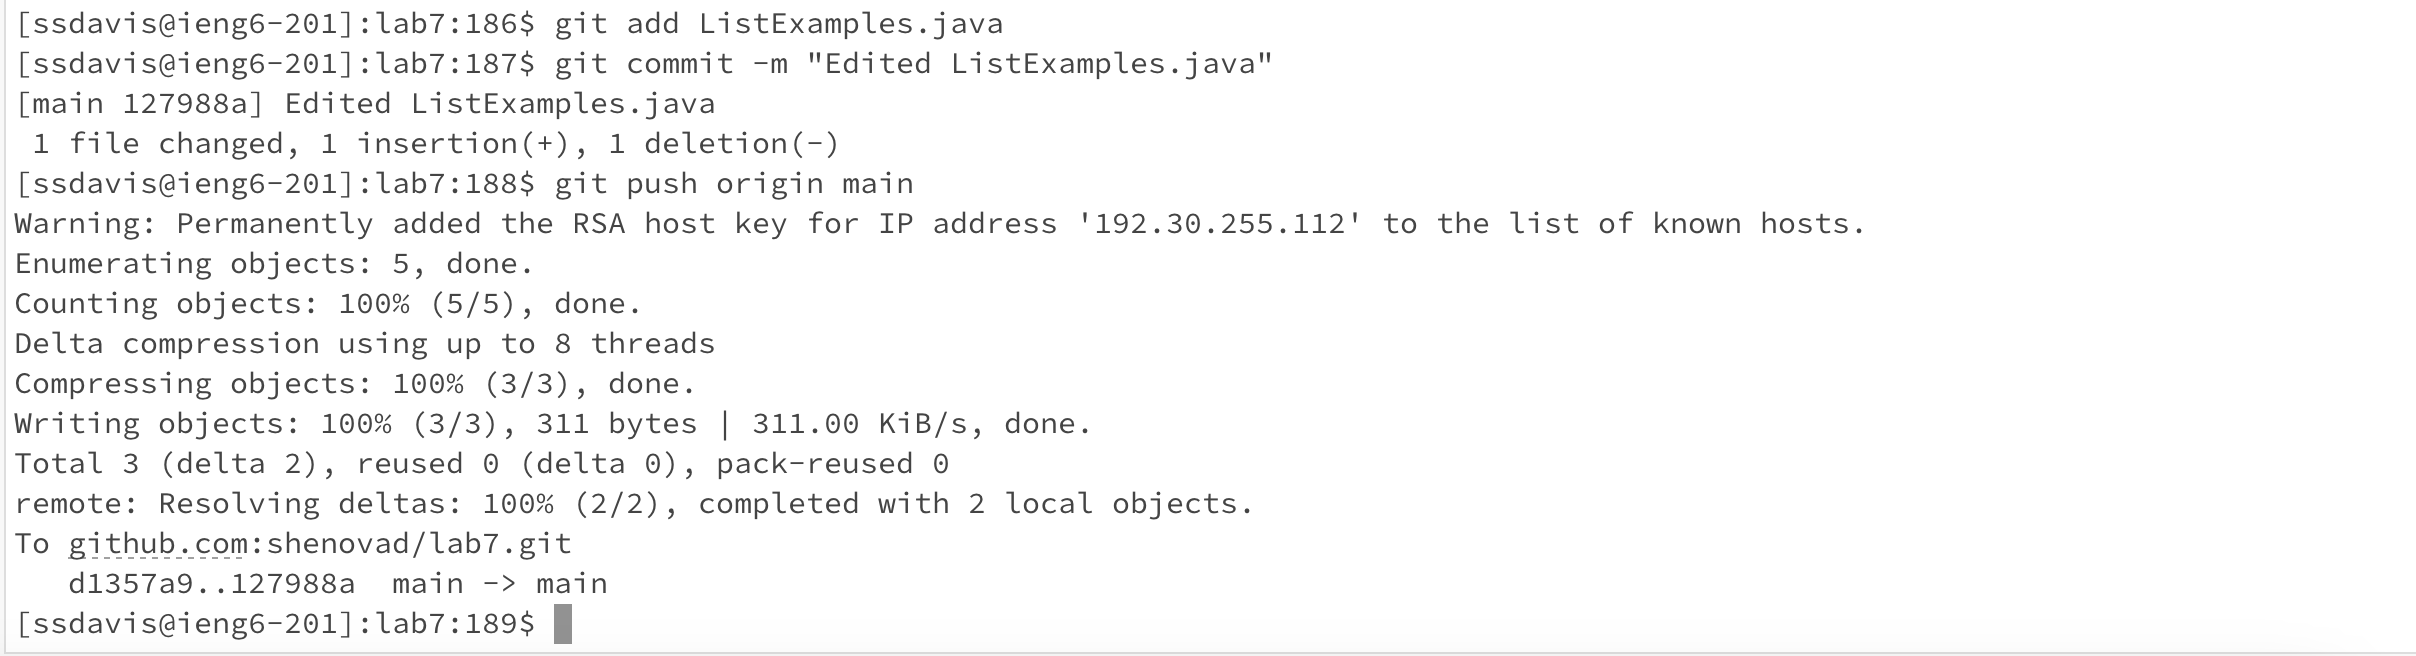 [ssdavis@ieng6-201]:lab7:186$ git add ListExamples.java
[ssdavis@ieng6-201]:lab7:187$ git commit -m "Edited ListExamples.java"
[main 127988a] Edited ListExamples.java
 1 file changed, 1 insertion(+), 1 deletion(-)
[ssdavis@ieng6-201]:lab7:188$ git push origin main
Warning: Permanently added the RSA host key for IP address '192.30.255.112' to the list of known hosts.
Enumerating objects: 5, done.
Counting objects: 100% (5/5), done.
Delta compression using up to 8 threads
Compressing objects: 100% (3/3), done.
Writing objects: 100% (3/3), 311 bytes | 311.00 KiB/s, done.
Total 3 (delta 2), reused 0 (delta 0), pack-reused 0
remote: Resolving deltas: 100% (2/2), completed with 2 local objects.
To github.com:shenovad/lab7.git
   d1357a9..127988a  main -> main
[ssdavis@ieng6-201]:lab7:189$